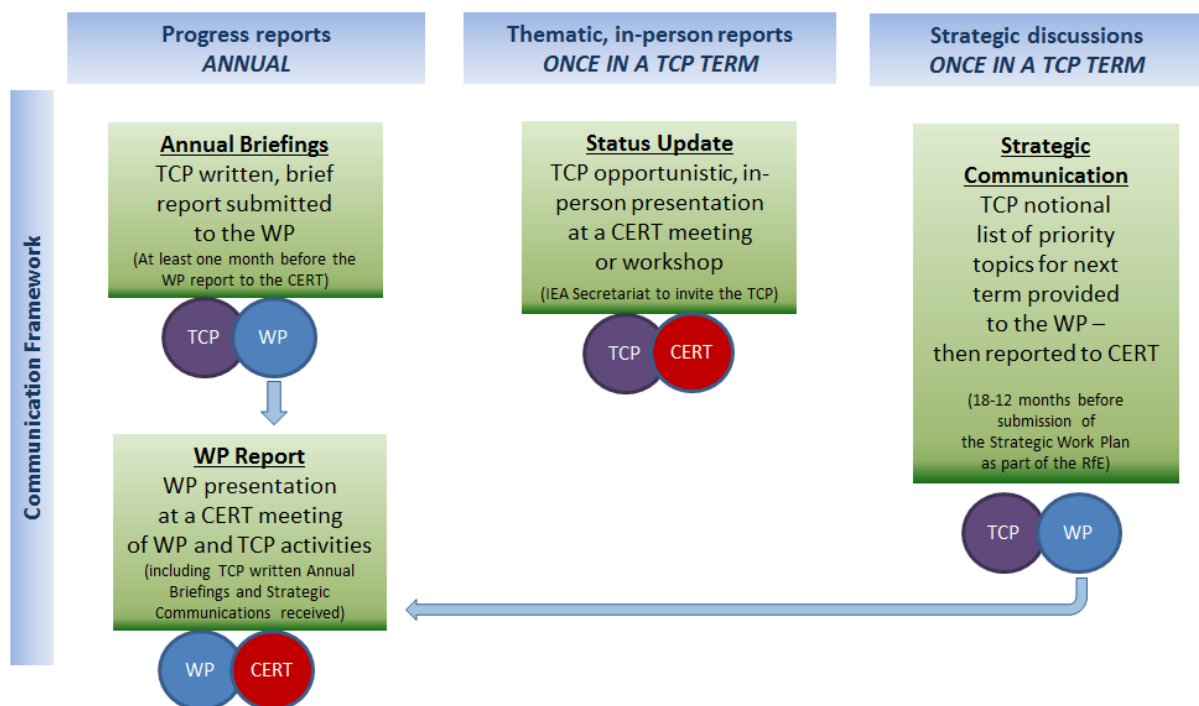 Progress reports
ANNUAL
Thematic, in-person reports
ONCE IN A TCP TERM
Strategic discussions
ONCE IN A TCP TERM
Communication Framework
Annual Briefings
TCP written, brief
report submitted
to the WP
(At least one month before the
WP report to the CERT)
TCP
WP
WP Report
WP presentation
at a CERT meeting
of WP and TCP activities
(including TCP written Annual
Briefings and Strategic
Communications received)
WP
CERT
Status Update
TCP opportunistic, in-
person presentation
at a CERT meeting
or workshop
(IEA Secretariat to invite the TCP)
TCP
CERT
Strategic
Communication
TCP notional
list of priority
topics for next
term provided
to the WP –
then reported to CERT
(18-12 months before
submission of
the Strategic Work Plan
as part of the RfE)
TCP
WP